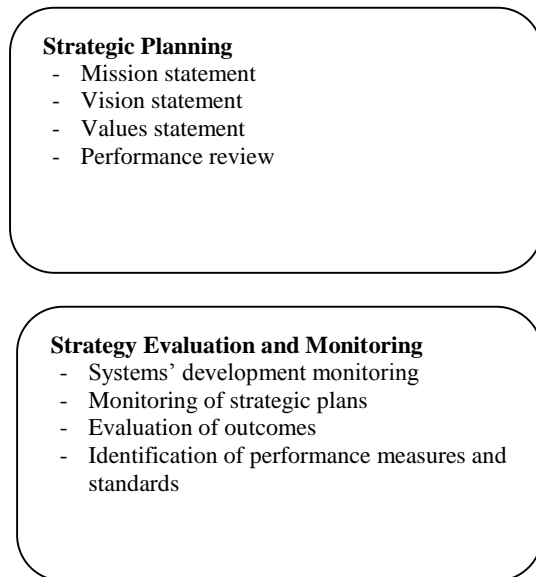 Strategic Planning
- Mission statement
- Vision statement
- Values statement
- Performance review
Strategy Evaluation and Monitoring
- Systems’ development monitoring
- Monitoring of strategic plans
- Evaluation of outcomes
- Identification of performance measures and
standards